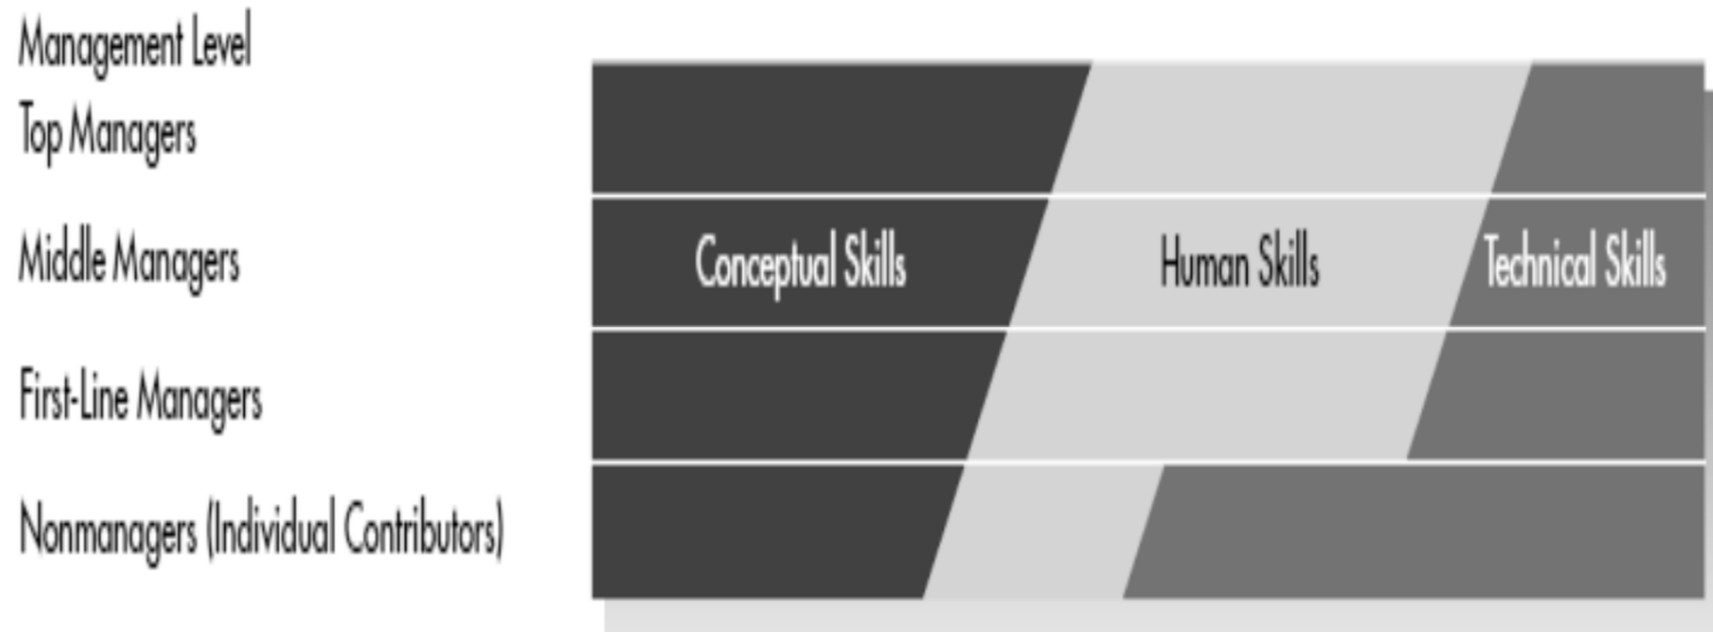 Management Level
Top Managers
Middle Managers
Conceptual Skills
Human Skills
Technical Skills
First-Line Managers
Nonmanagers (Individual Contributors)